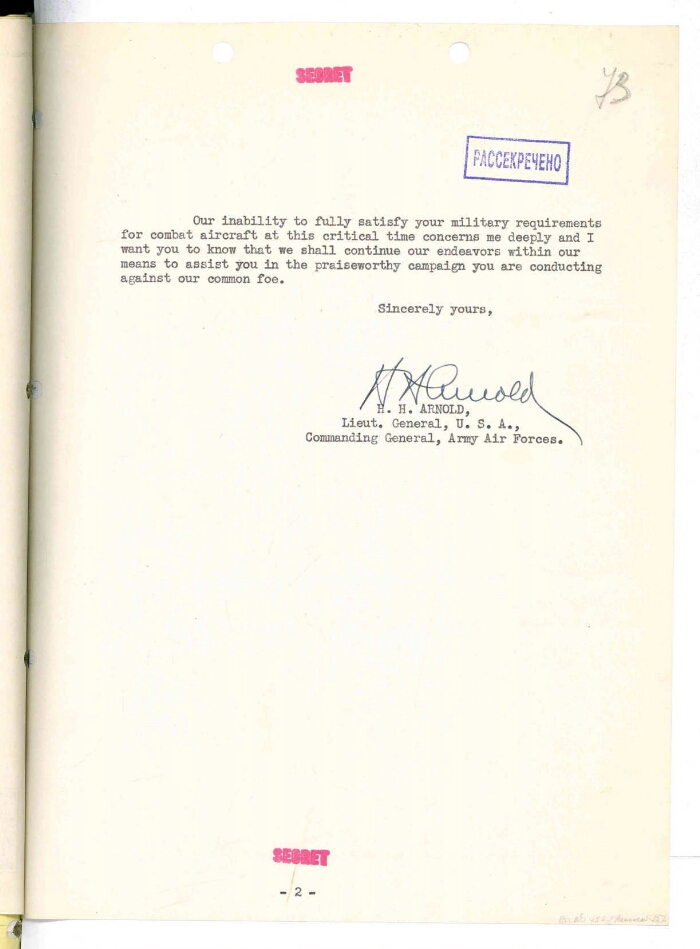 SECRET
73
РАССЕКРЕЧЕНО
Our inability to fully satisfy your military requirements
for combat aircraft at this critical time concerns me deeply and I
want you to know that we shall continue our endeavors within our
means to assist you in the praiseworthy campaign you are conducting
against our common foe.
Sincerely yours,
H H Arnold
H. H. ARNOLD,
Lieut. General, U. S. A.,
Commanding General, Army Air Forces.
SECRET
- 2 -